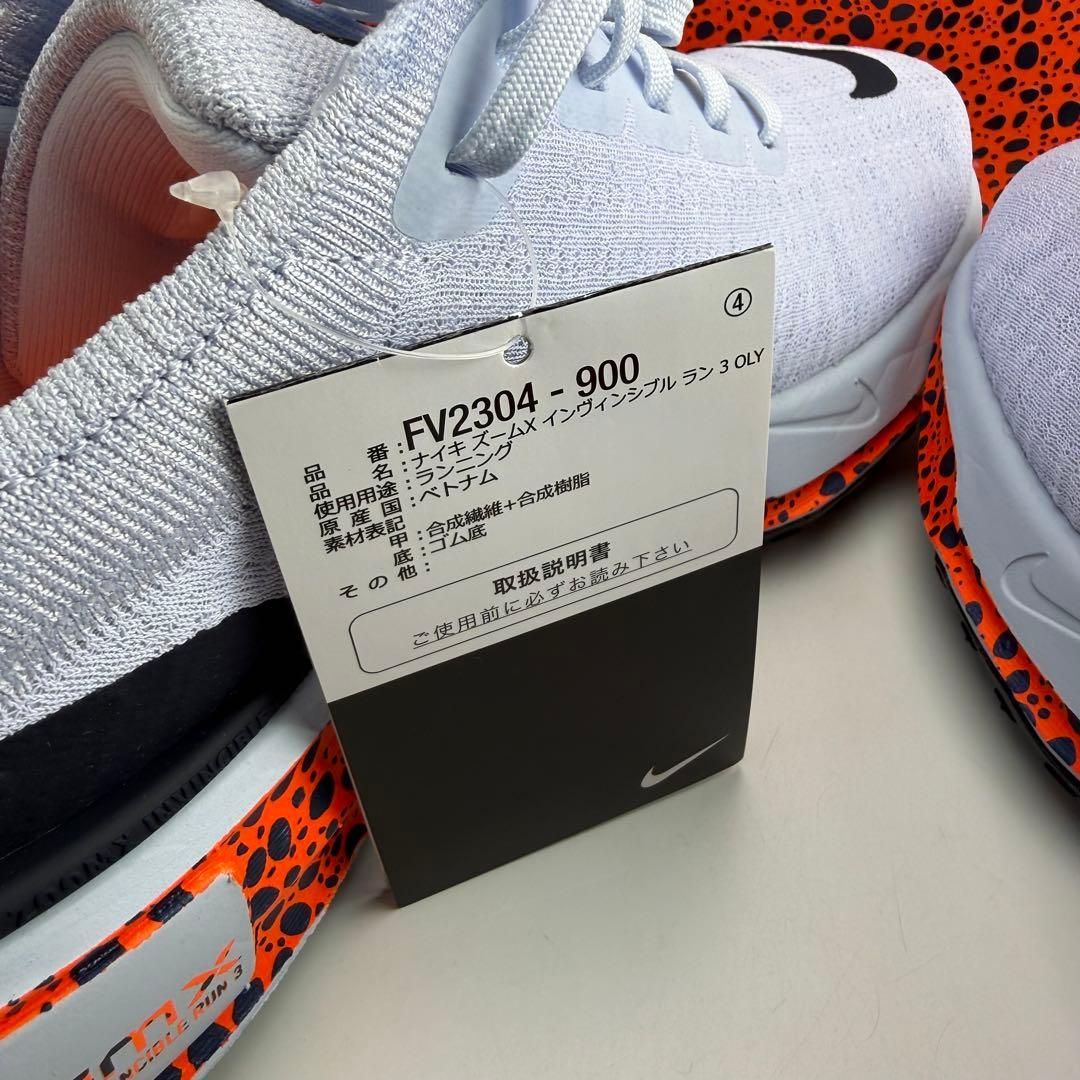 ④
品番:FV2304 - 900
品名:ナイキ ズームX インヴィンシブル ラン 3 OLY
使用用途:ランニング
原産国:ベトナム
素材表記
甲:合成繊維+合成樹脂
底:ゴム底
その他:
取扱説明書
ご使用前に必ずお読み下さい
ZOOMX INVINCIBLE
mx
NCIBLE RUN 3